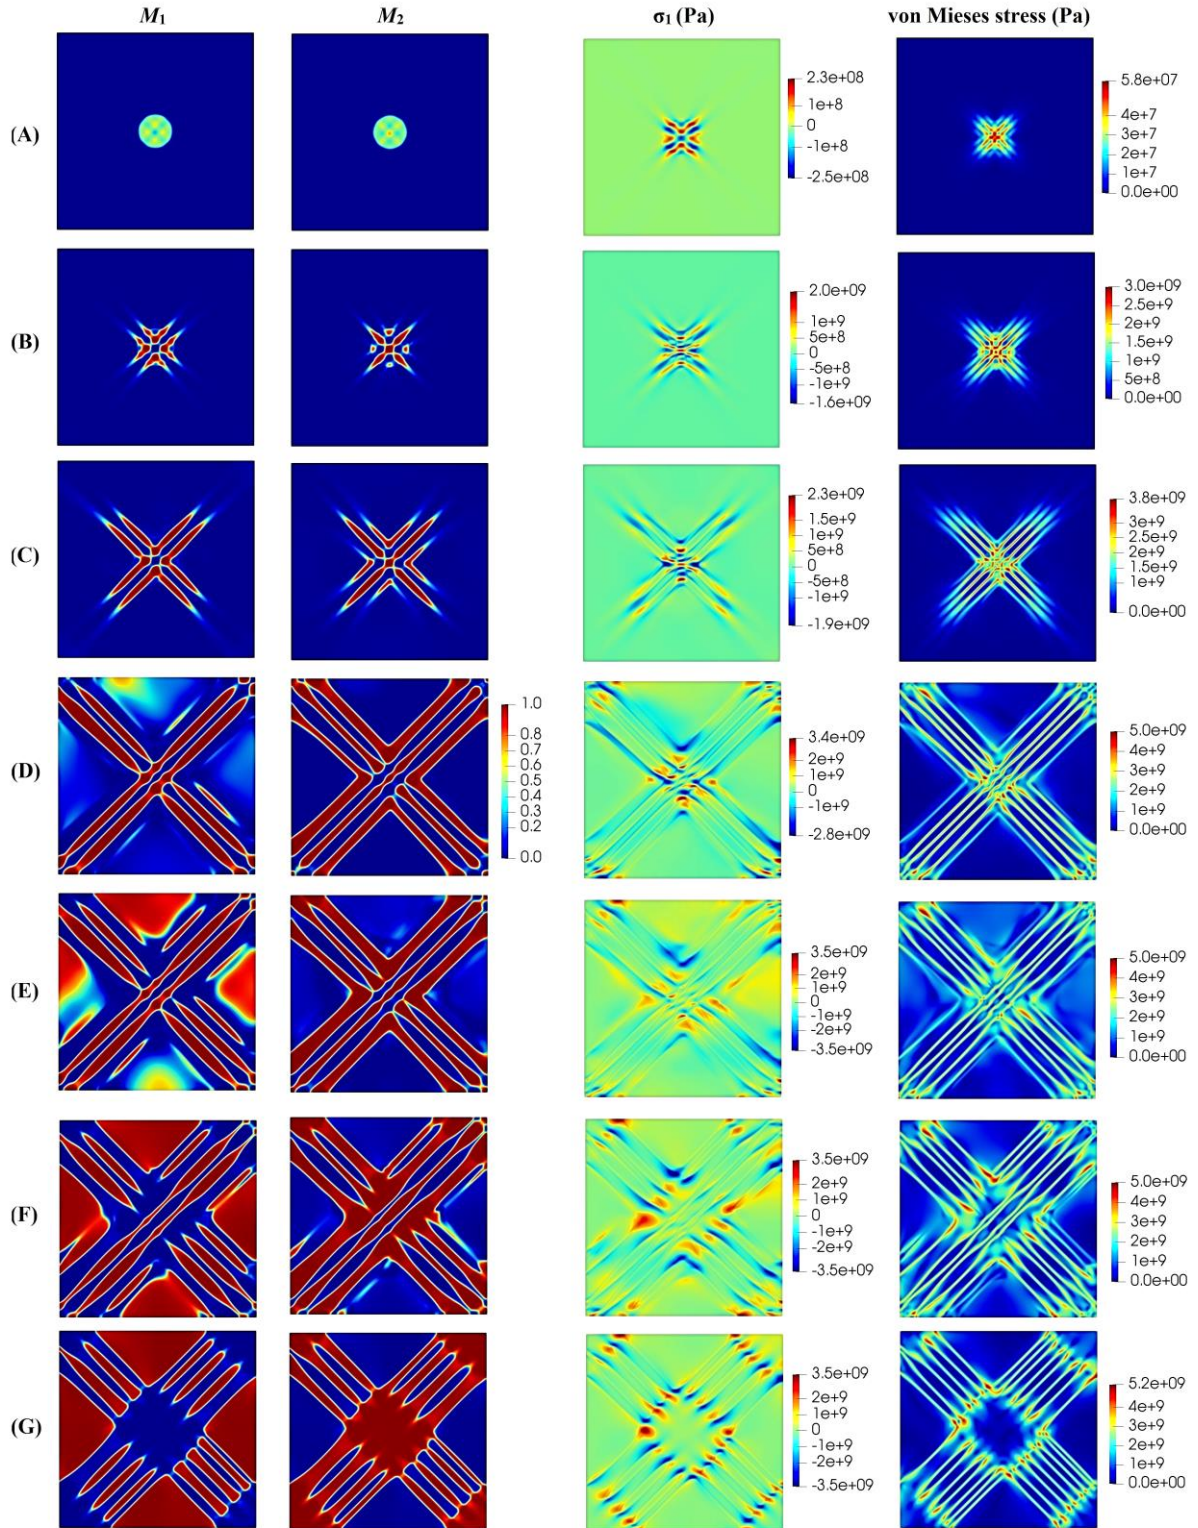 M1 M2 σ1 (Pa) von Mieses stress (Pa)
(A)
2.3e+08
1e+8
0
-1e+8
-2.5e+08
5.8e+07
4e+7
3e+7
2e+7
1e+7
0.0e+00
(B)
2.0e+09
1e+9
5e+8
0
-5e+8
-1e+9
-1.6e+09
3.0e+09
2.5e+9
2e+9
1.5e+9
1e+9
5e+8
0.0e+00
(C)
2.3e+09
1.5e+9
1e+9
5e+8
0
-5e+8
-1e+9
-1.9e+09
3.8e+09
3e+9
2.5e+9
2e+9
1.5e+9
1e+9
0.0e+00
(D)
1.0
0.8
0.7
0.6
0.5
0.4
0.3
0.2
0.0
3.4e+09
2e+9
1e+9
0
-1e+9
-2.8e+09
5.0e+09
4e+9
3e+9
2e+9
1e+9
0.0e+00
(E)
3.5e+09
2e+9
1e+9
0
-1e+9
-2e+9
-3.5e+09
5.0e+09
4e+9
3e+9
2e+9
1e+9
0.0e+00
(F)
3.5e+09
2e+9
1e+9
0
-1e+9
-2e+9
-3.5e+09
5.0e+09
4e+9
3e+9
2e+9
1e+9
0.0e+00
(G)
3.5e+09
2e+9
1e+9
0
-1e+9
-2e+9
-3.5e+09
5.2e+09
4e+9
3e+9
2e+9
1e+9
0.0e+00